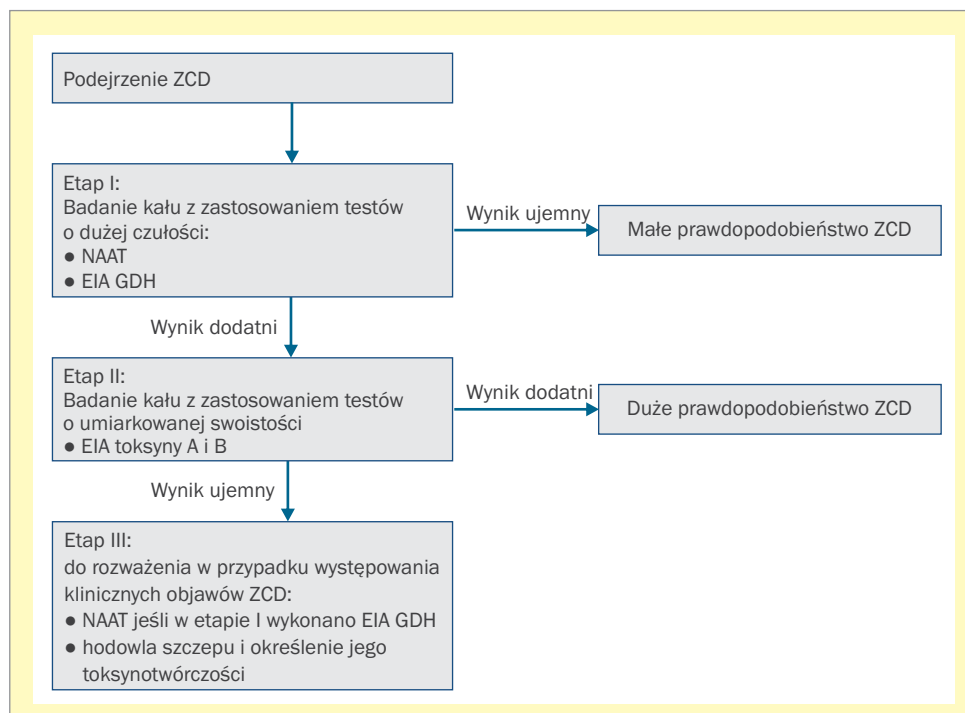 Podejrzenie ZCD
Etap I:
Badanie kału z zastosowaniem testów
o dużej czułości:
● NAAT
● EIA GDH
Wynik ujemny
Małe prawdopodobieństwo ZCD
Wynik dodatni
Etap II:
Badanie kału z zastosowaniem testów
o umiarkowanej swoistości
● EIA toksyny A i B
Wynik dodatni
Duże prawdopodobieństwo ZCD
Wynik ujemny
Etap III:
do rozważenia w przypadku występowania
klinicznych objawów ZCD:
● NAAT jeśli w etapie I wykonano EIA GDH
● hodowla szczepu i określenie jego
toksynotwórczości